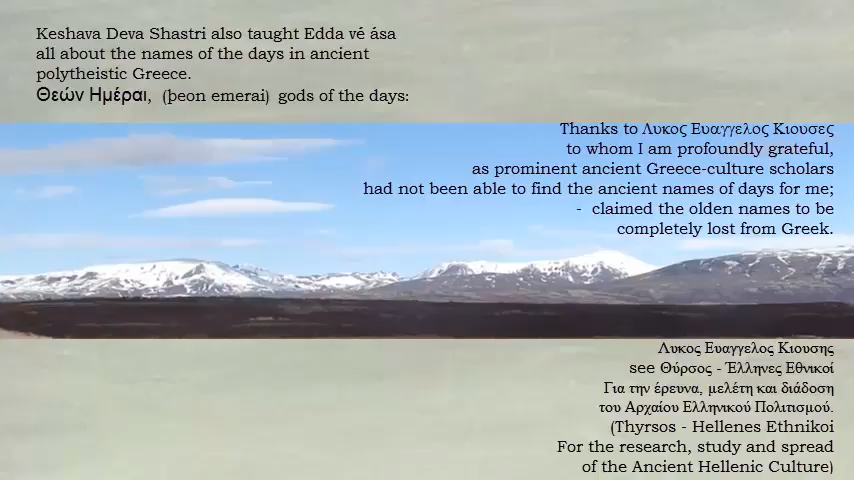 Keshava Deva Shastri also taught Edda vé ása
all about the names of the days in ancient
polytheistic Greece.
Θεών Ημέραι,  (þeon emerai)  gods of the days:
Thanks to Λυκος Ευαγγελος Κιουσες
to whom I am profoundly grateful,
as prominent ancient Greece-culture scholars
had not been able to find the ancient names of days for me;
-  claimed the olden names to be
completely lost from Greek.
Λυκος Ευαγγελος Κιουσης
see Θύρσος - Έλληνες Εθνικοί
Για την έρευνα, μελέτη και διάδοση
του Αρχαίου Ελληνικού Πολιτισμού.
(Thyrsos - Hellenes Ethnikoi
For the research, study and spread
of the Ancient Hellenic Culture)